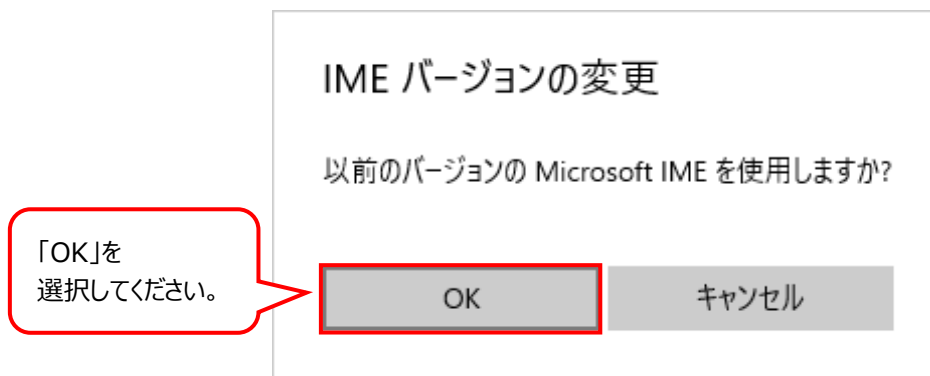 IME バージョンの変更
以前のバージョンの Microsoft IME を使用しますか?
「OK」を
選択してください。
OK
キャンセル